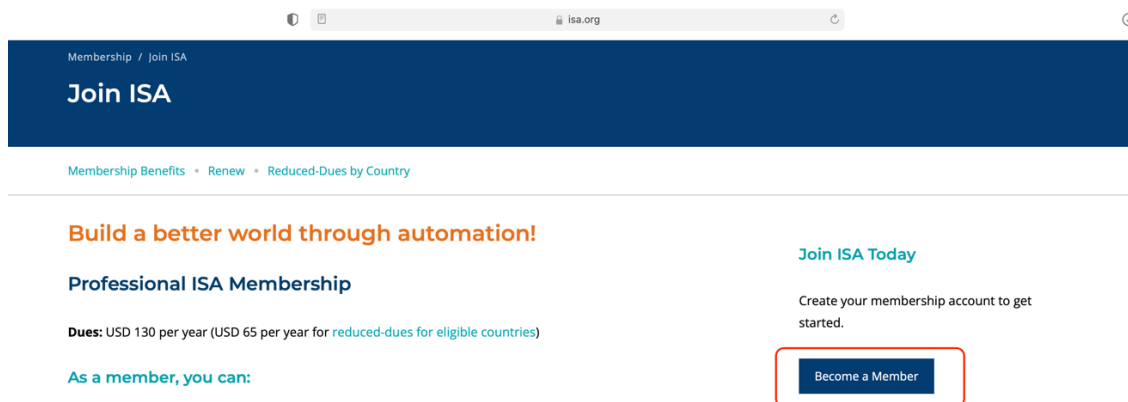 isa.org
Membership / Join ISA
Join ISA
Membership Benefits • Renew • Reduced-Dues by Country
Build a better world through automation!
Professional ISA Membership
Dues: USD 130 per year (USD 65 per year for reduced-dues for eligible countries)
As a member, you can:
Join ISA Today
Create your membership account to get
started.
Become a Member